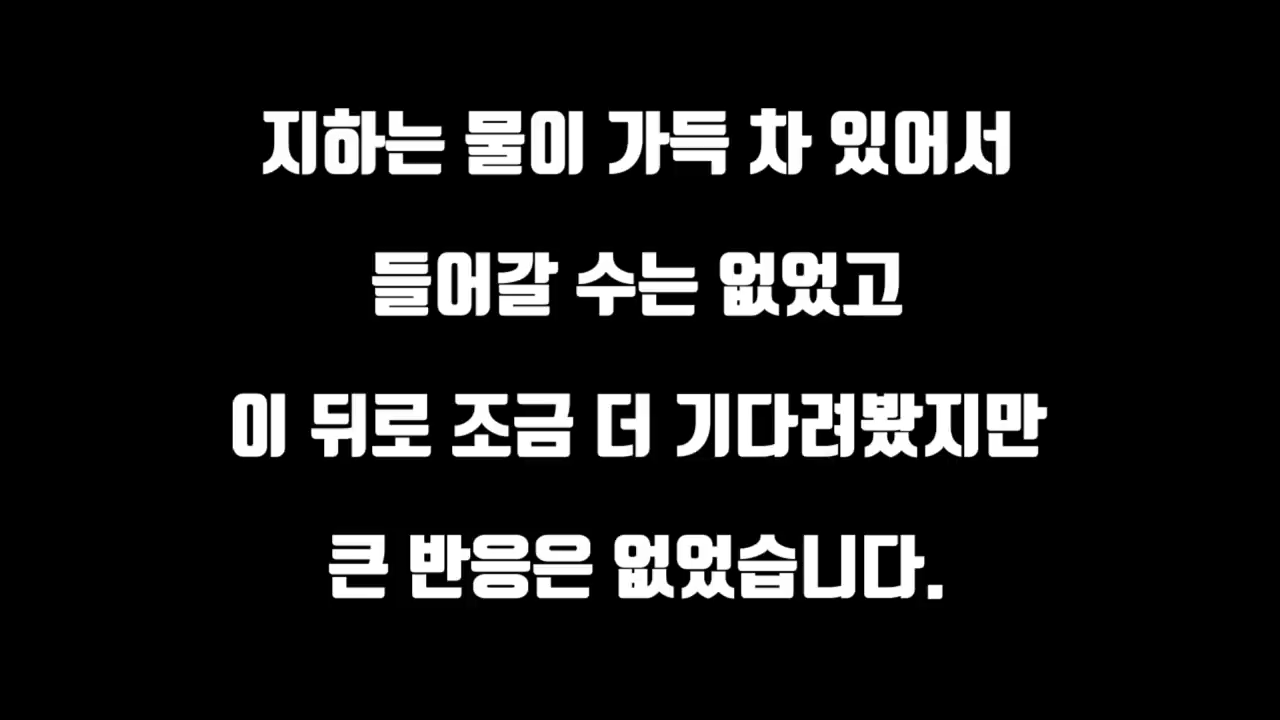 지하는 물이 가득 차 있어서
들어갈 수는 없었고
이 뒤로 조금 더 기다려봤지만
큰 반응은 없었습니다.